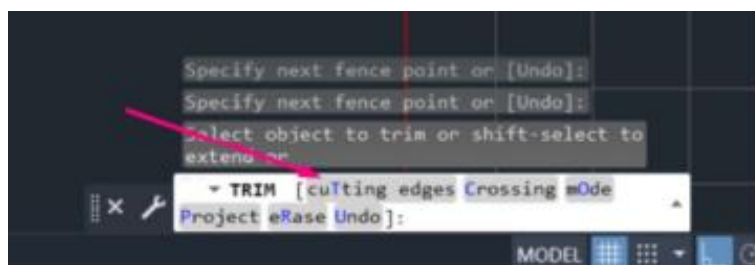 Specify next fence point or [Undo]:
Specify next fence point or [Undo]:
Select object to trim or shift-select to
extend or
TRIM [cuTting edges Crossing mOde
Project eRase Undo]:
MODEL